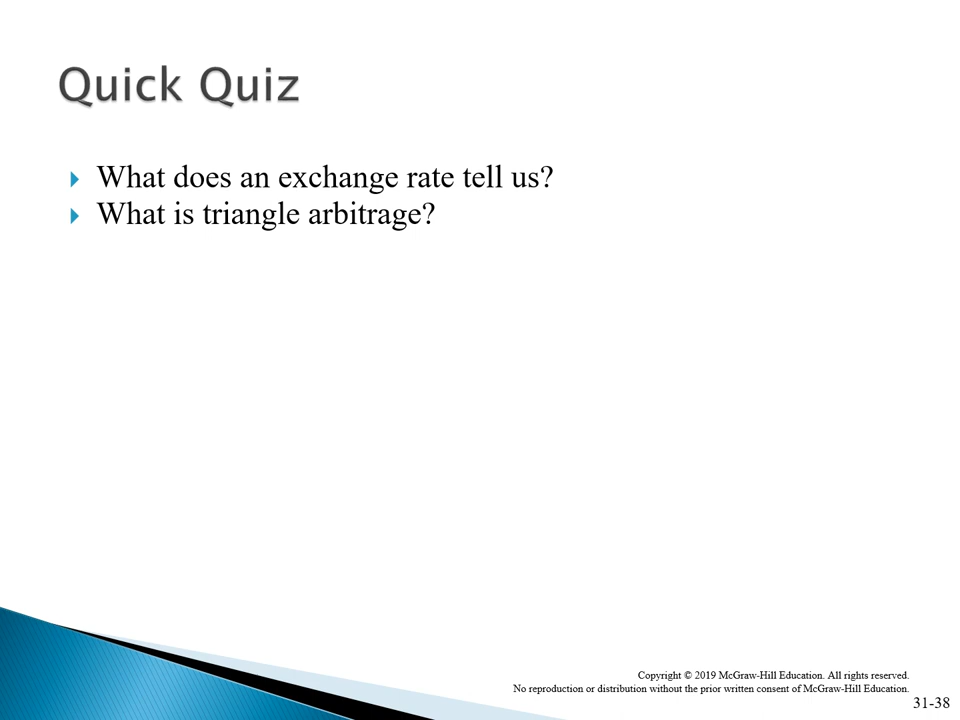 Quick Quiz
What does an exchange rate tell us?
What is triangle arbitrage?
Copyright © 2019 McGraw-Hill Education. All rights reserved.
No reproduction or distribution without the prior written consent of McGraw-Hill Education.
31-38